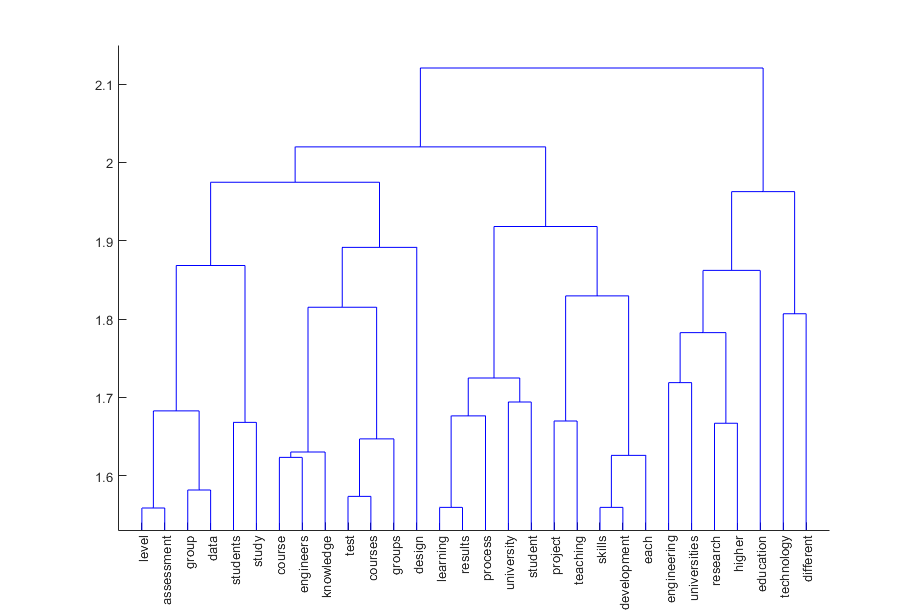 2.1
2
1.9
1.8
1.7
1.6
level
assessment
group
data
students
study
course
engineers
knowledge
test
courses
groups
design
learning
results
process
university
student
project
teaching
skills
development
each
engineering
universities
research
higher
education
technology
different